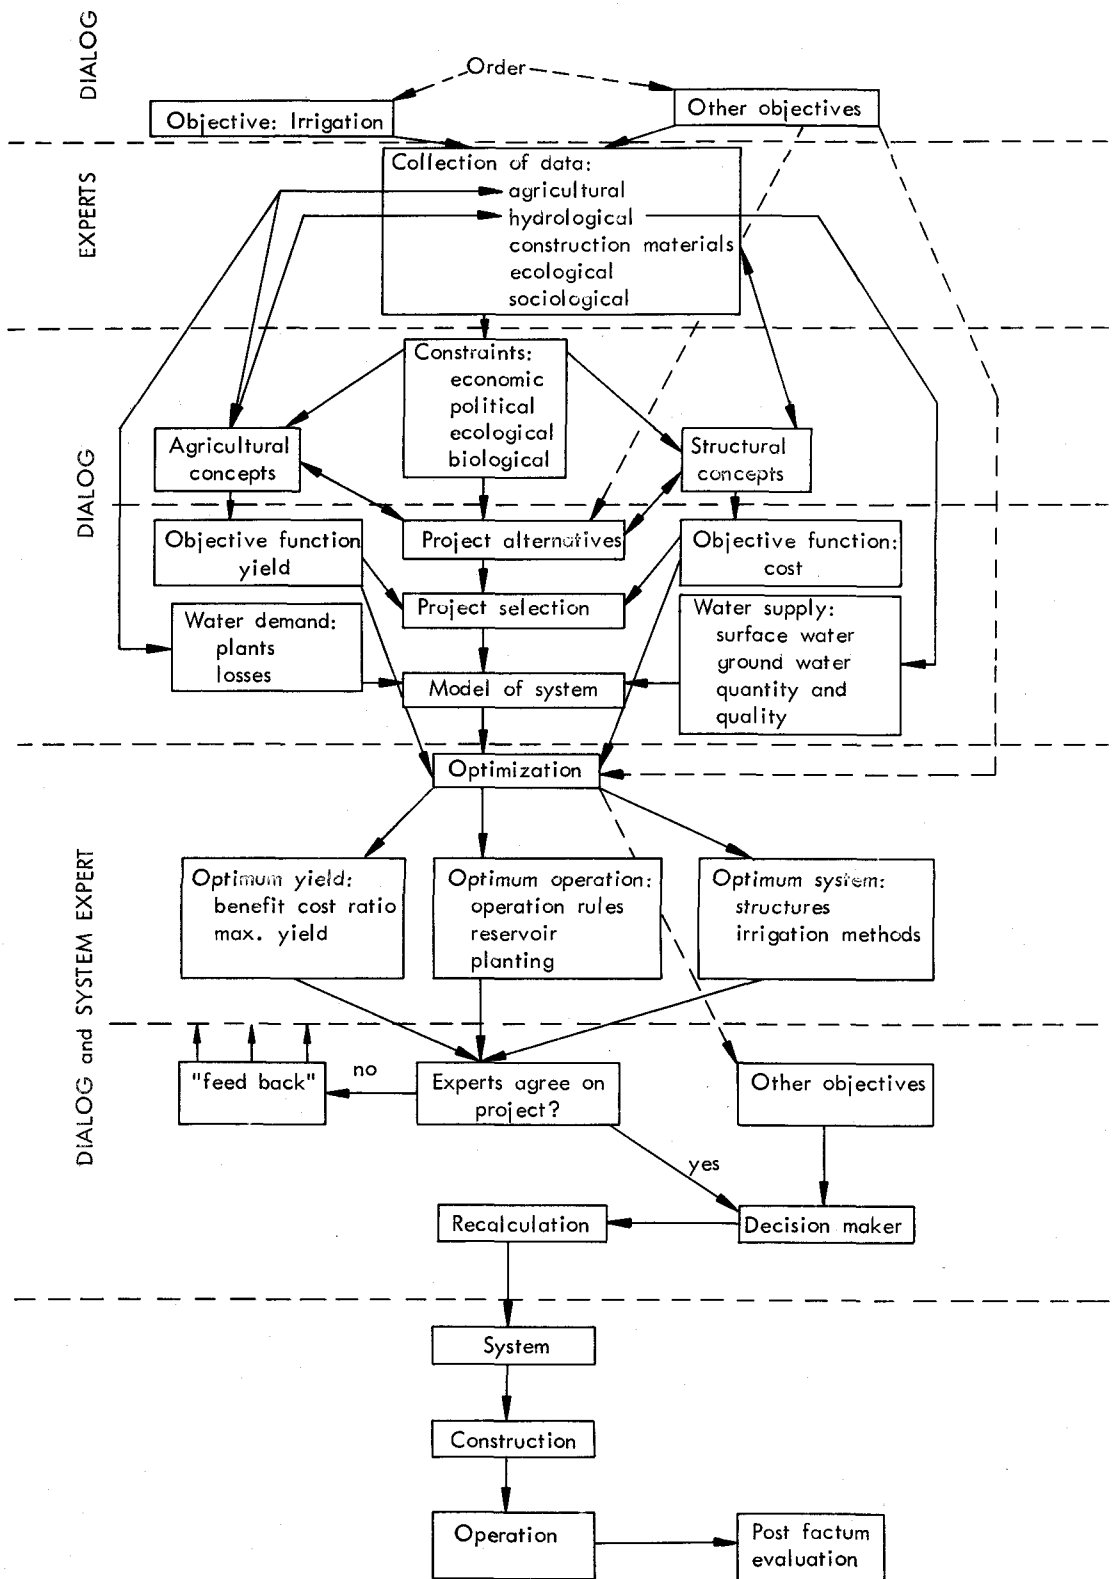 DIALOG
Order
Objective: Irrigation
Other objectives
EXPERTS
Collection of data:
agricultural
hydrological
construction materials
ecological
sociological
DIALOG
Constraints:
economic
political
ecological
biological
Agricultural
concepts
Structural
concepts
Objective function
yield
Project alternatives
Objective function:
cost
Project selection
Water demand:
plants
losses
Water supply:
surface water
ground water
quantity and
quality
Model of system
DIALOG and SYSTEM EXPERT
Optimization
Optimum yield:
benefit cost ratio
max. yield
Optimum operation:
operation rules
reservoir
planting
Optimum system:
structures
irrigation methods
"feed back"
no
Experts agree on
project?
Other objectives
yes
Recalculation
Decision maker
System
Construction
Operation
Post factum
evaluation